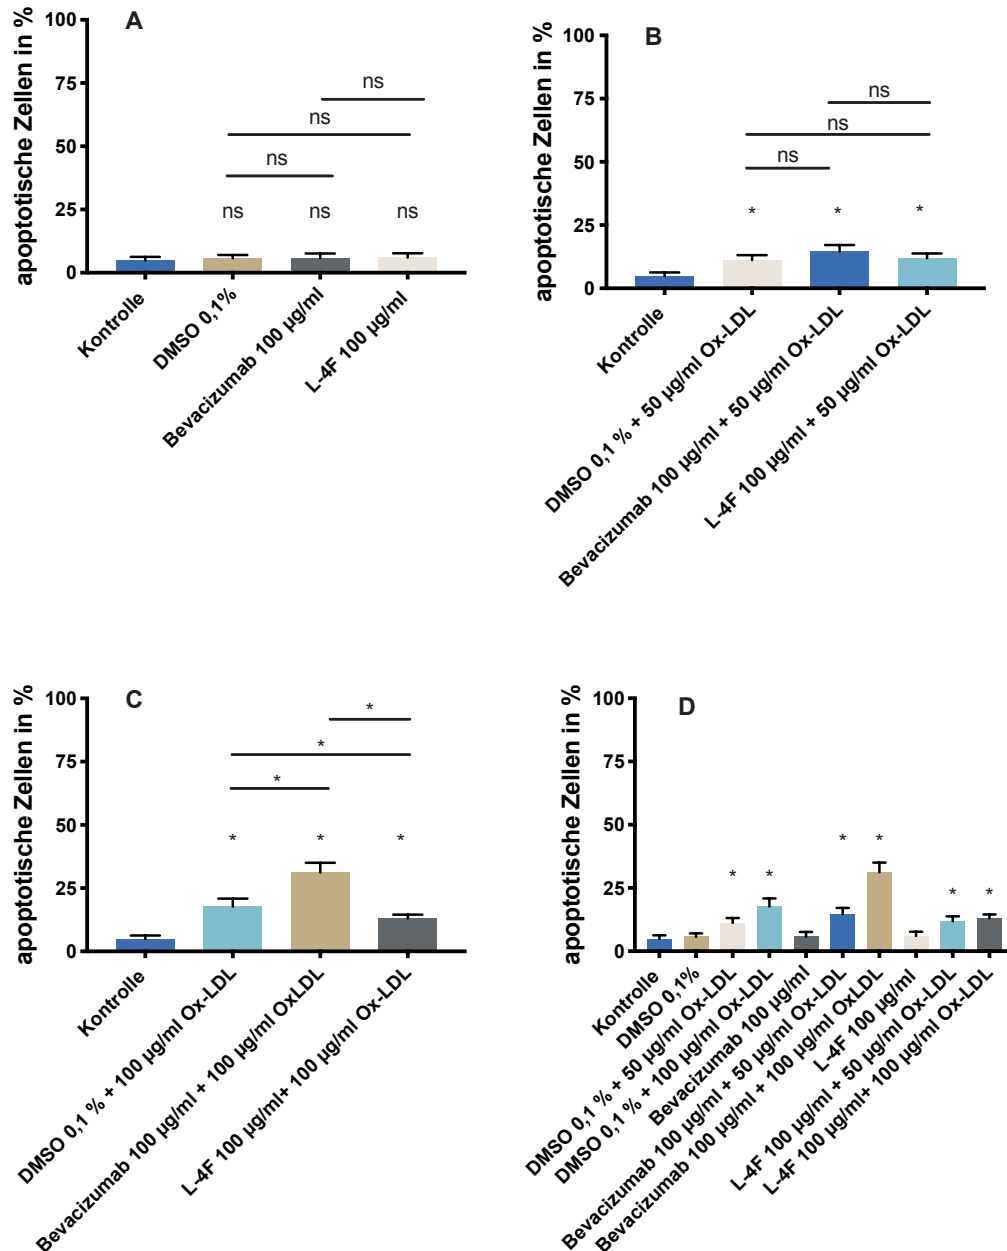 A
apoptotische Zellen in %
100
75
50
25
0
ns
ns
ns
ns
ns
ns
Kontrolle
DMSO 0,1%
Bevacizumab 100 µg/ml
L-4F 100 µg/ml
B
apoptotische Zellen in %
100
75
50
25
0
ns
ns
ns
*
*
*
Kontrolle
DMSO 0,1 % + 50 µg/ml Ox-LDL
Bevacizumab 100 µg/ml + 50 µg/ml Ox-LDL
L-4F 100 µg/ml + 50 µg/ml Ox-LDL
C
apoptotische Zellen in %
100
75
50
25
0
*
*
*
*
*
*
Kontrolle
DMSO 0,1 % + 100 µg/ml Ox-LDL
Bevacizumab 100 µg/ml + 100 µg/ml OxLDL
L-4F 100 µg/ml+ 100 µg/ml Ox-LDL
D
apoptotische Zellen in %
100
75
50
25
0
*
*
*
*
*
*
Kontrolle
DMSO 0,1%
DMSO 0,1 % + 50 µg/ml Ox-LDL
DMSO 0,1 % + 100 µg/ml Ox-LDL
Bevacizumab 100 µg/ml
Bevacizumab 100 µg/ml + 50 µg/ml Ox-LDL
Bevacizumab 100 µg/ml + 100 µg/ml OxLDL
L-4F 100 µg/ml
L-4F 100 µg/ml + 50 µg/ml Ox-LDL
L-4F 100 µg/ml+ 100 µg/ml Ox-LDL